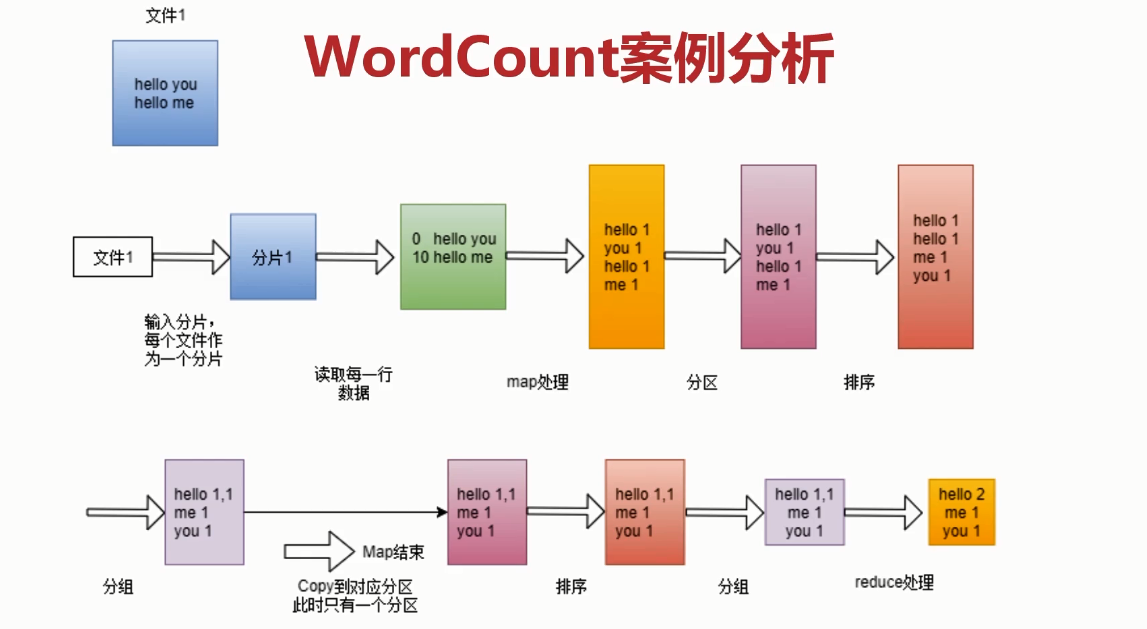 文件1
WordCount案例分析
hello you
hello me
文件1
分片1
0 hello you
10 hello me
hello 1
you 1
hello 1
me 1
hello 1
you 1
hello 1
me 1
hello 1
hello 1
me 1
you 1
输入分片，
每个文件作
为一个分片
读取每一行
数据
map处理
分区
排序
hello 1,1
me 1
you 1
hello 1,1
me 1
you 1
hello 1,1
me 1
you 1
hello 1,1
me 1
you 1
hello 2
me 1
you 1
分组
Map结束
Copy到对应分区
此时只有一个分区
排序
分组
reduce处理